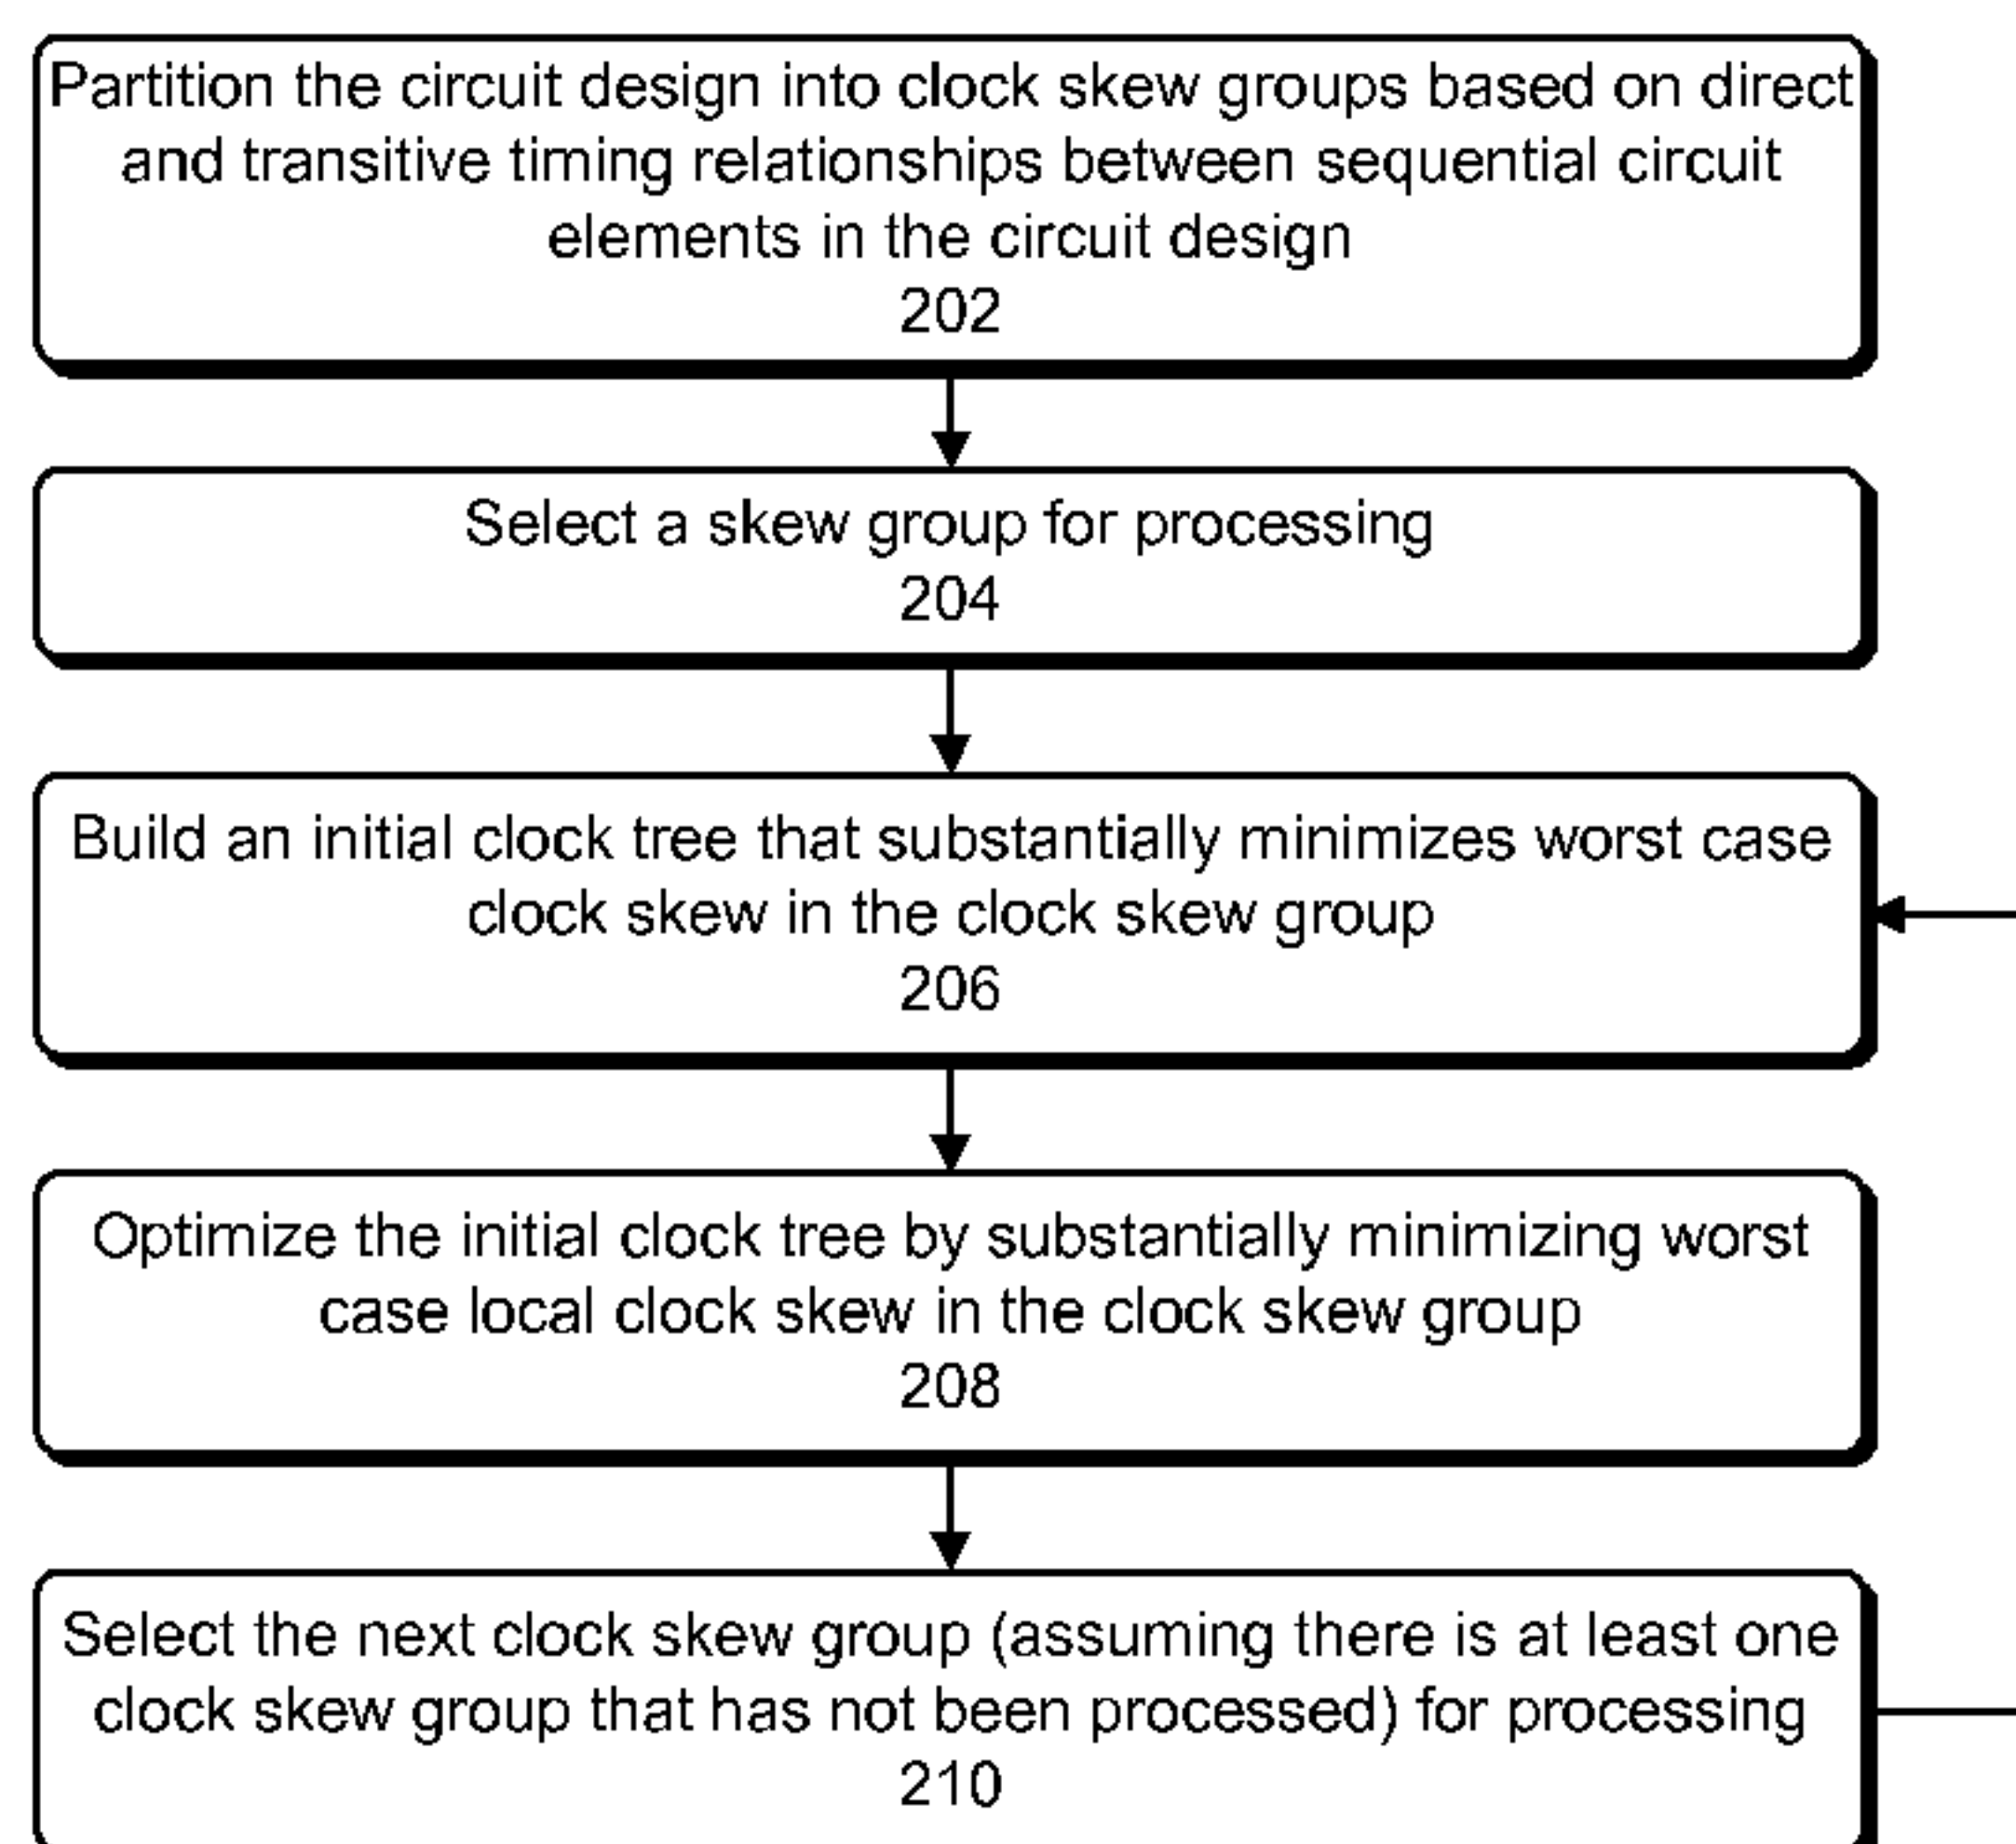 Partition the circuit design into clock skew groups based on direct
and transitive timing relationships between sequential circuit
elements in the circuit design
202
Select a skew group for processing
204
Build an initial clock tree that substantially minimizes worst case
clock skew in the clock skew group
206
Optimize the initial clock tree by substantially minimizing worst
case local clock skew in the clock skew group
208
Select the next clock skew group (assuming there is at least one
clock skew group that has not been processed) for processing
210